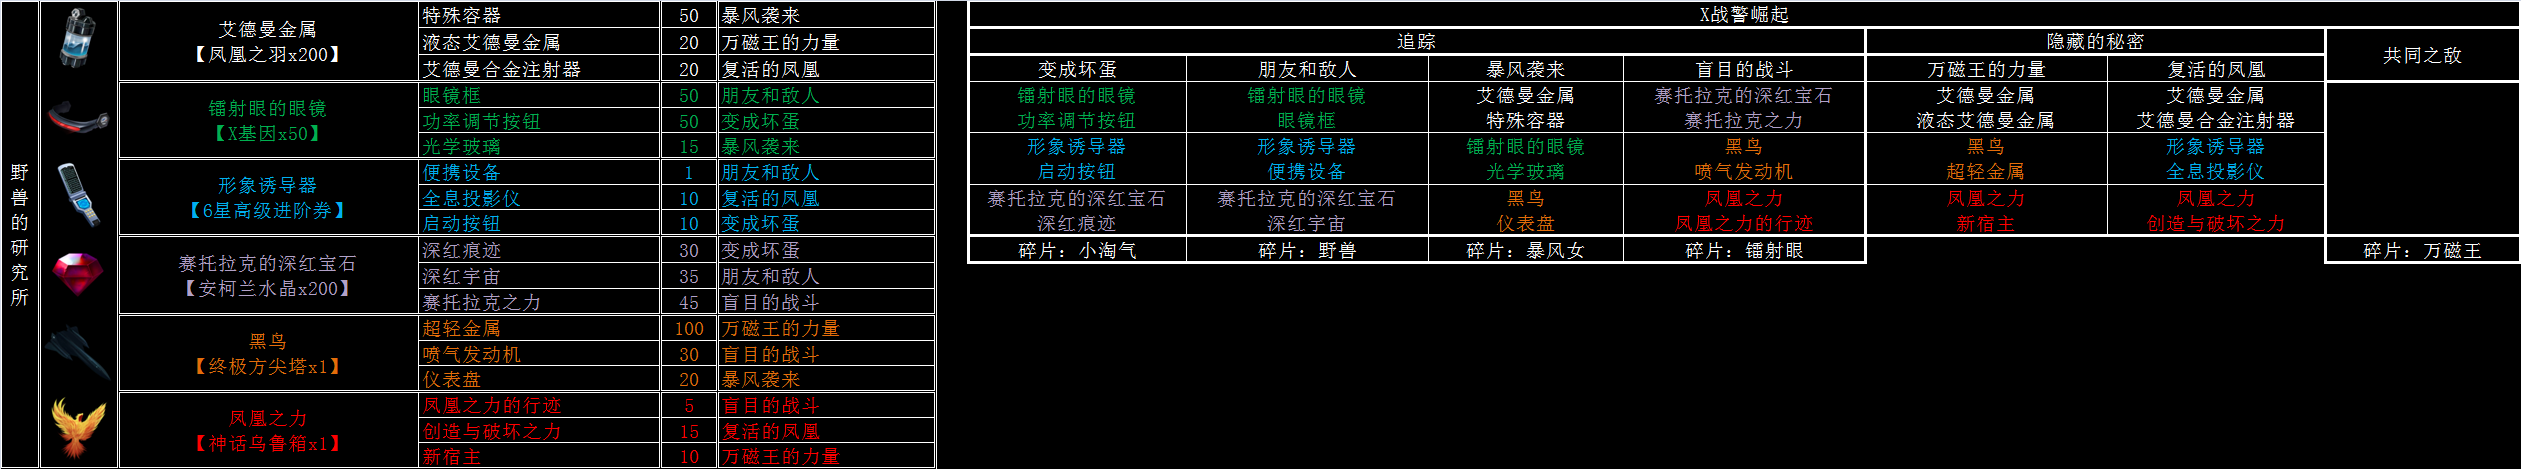 野兽的研究所
艾德曼金属
【凤凰之羽x200】
特殊容器 50 暴风袭来
液态艾德曼金属 20 万磁王的力量
艾德曼合金注射器 20 复活的凤凰
镭射眼的眼镜
【X基因x50】
眼镜框 50 朋友和敌人
功率调节按钮 50 变成坏蛋
光学玻璃 15 暴风袭来
形象诱导器
【6星高级进阶券】
便携设备 1 朋友和敌人
全息投影仪 10 复活的凤凰
启动按钮 10 变成坏蛋
赛托拉克的深红宝石
【安柯兰水晶x200】
深红痕迹 30 变成坏蛋
深红宇宙 35 朋友和敌人
赛托拉克之力 45 盲目的战斗
黑鸟
【终极方尖塔x1】
超轻金属 100 万磁王的力量
喷气发动机 30 盲目的战斗
仪表盘 20 暴风袭来
凤凰之力
【神话乌鲁箱x1】
凤凰之力的行迹 5 盲目的战斗
创造与破坏之力 15 复活的凤凰
新宿主 10 万磁王的力量
X战警崛起
追踪 隐藏的秘密 共同之敌
变成坏蛋 朋友和敌人 暴风袭来 盲目的战斗 万磁王的力量 复活的凤凰
镭射眼的眼镜 镭射眼的眼镜 艾德曼金属 赛托拉克的深红宝石 艾德曼金属 艾德曼金属
功率调节按钮 眼镜框 特殊容器 赛托拉克之力 液态艾德曼金属 艾德曼合金注射器
形象诱导器 形象诱导器 镭射眼的眼镜 黑鸟 黑鸟 形象诱导器
启动按钮 便携设备 光学玻璃 喷气发动机 超轻金属 全息投影仪
赛托拉克的深红宝石 赛托拉克的深红宝石 黑鸟 凤凰之力 凤凰之力 凤凰之力
深红痕迹 深红宇宙 仪表盘 凤凰之力的行迹 新宿主 创造与破坏之力
碎片：小淘气 碎片：野兽 碎片：暴风女 碎片：镭射眼 碎片：万磁王